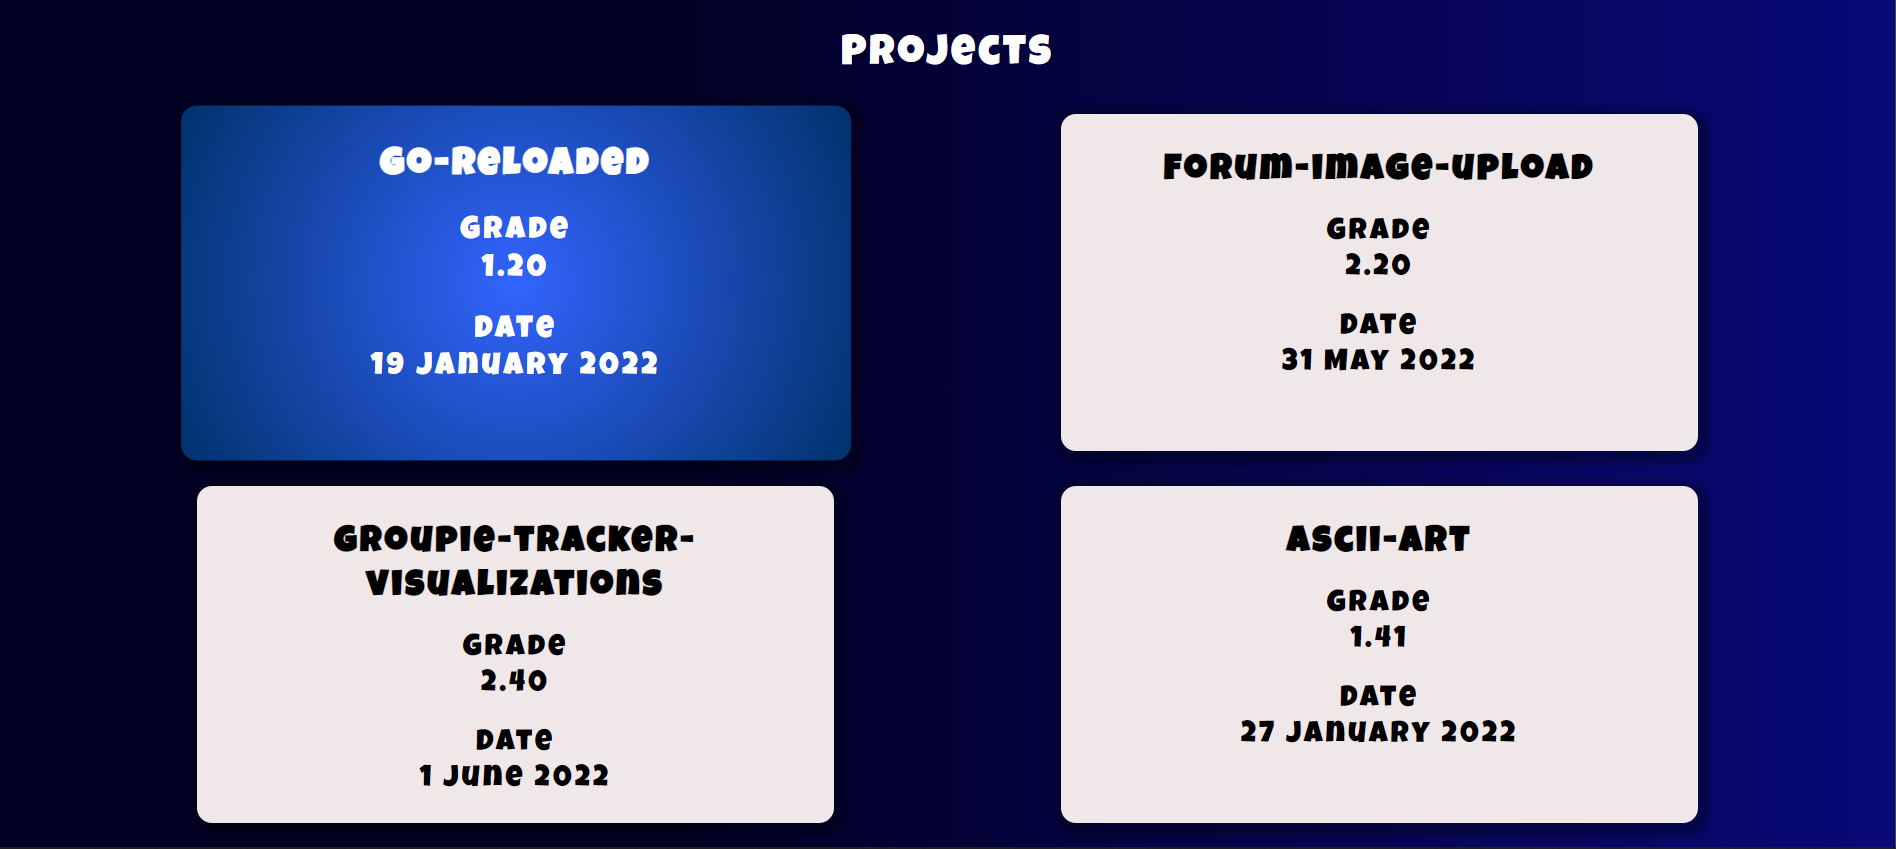 Projects
Go-Reloaded
Grade
1.20
Date
19 January 2022
Forum-Image-Upload
Grade
2.20
Date
31 May 2022
Groupie-Tracker-
Visualizations
Grade
2.40
Date
1 June 2022
Ascii-Art
Grade
1.41
Date
27 January 2022